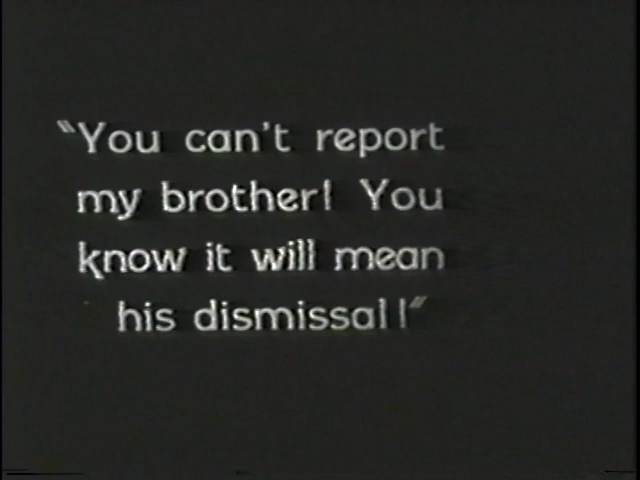 "You can't report
my brother! You
know it will mean
his dismissal!"